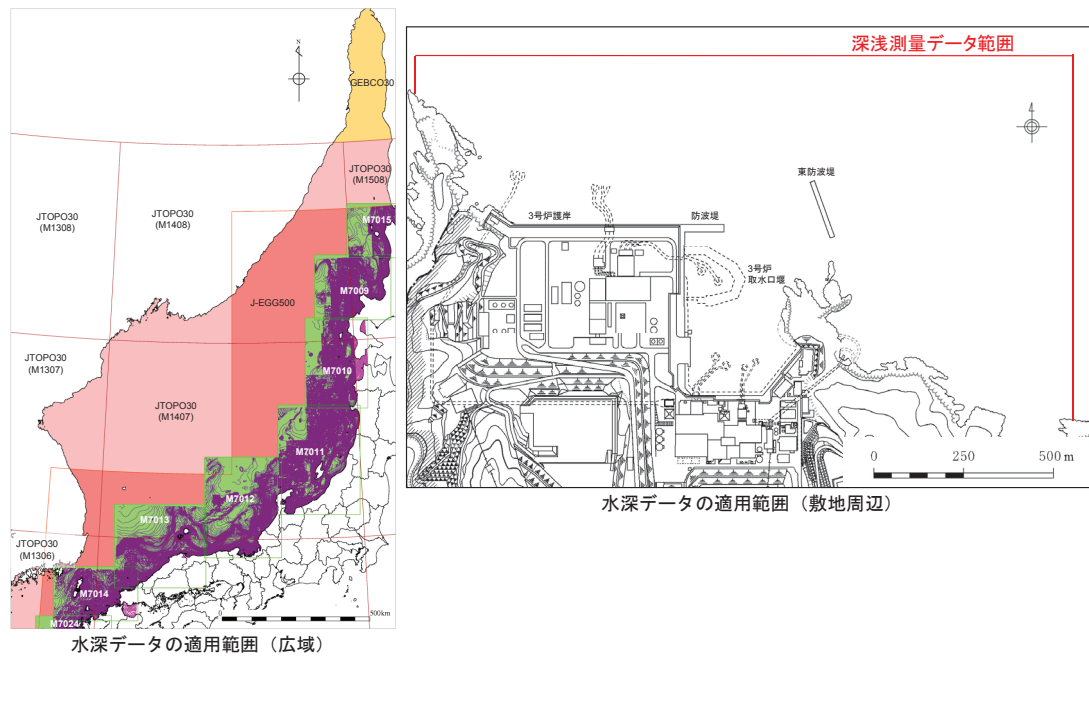 N
GEBCO30
JTOPO30
(M1508)
JTOPO30
(M1308)
JTOPO30
(M1408)
M7015
M7009
J-EGG500
JTOPO30
(M1307)
M7010
JTOPO30
(M1407)
M7011
M7012
M7013
JTOPO30
(M1306)
M7014
M7024
0
500km
水深データの適用範囲（広域）
深浅測量データ範囲
東防波堤
3号炉護岸
防波堤
3号炉
取水口堰
0
250
500 m
水深データの適用範囲（敷地周辺）